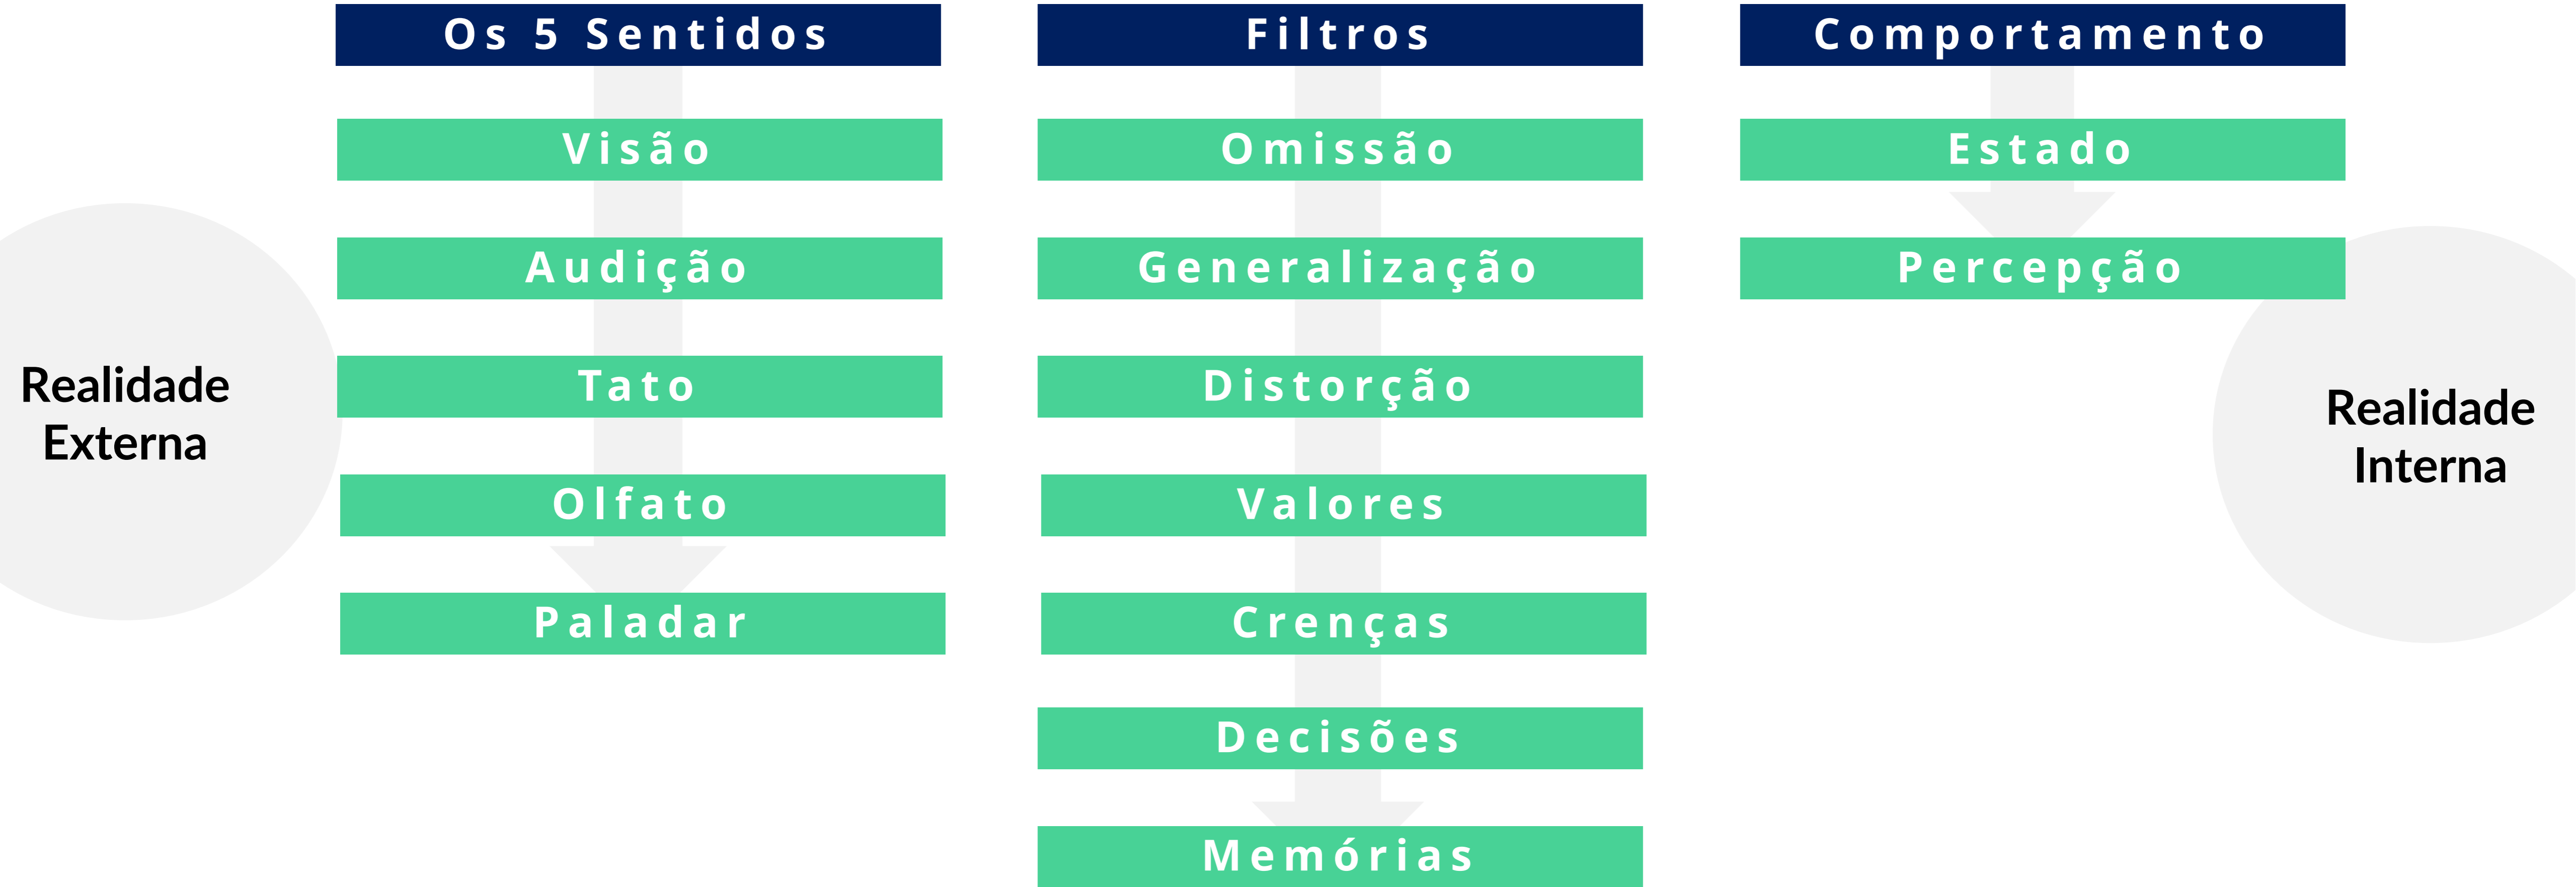 Realidade
Externa
Os 5 Sentidos
Visão
Audição
Tato
Olfato
Paladar
Filtros
Omissão
Generalização
Distorção
Valores
Crenças
Decisões
Memórias
Comportamento
Estado
Percepção
Realidade
Interna